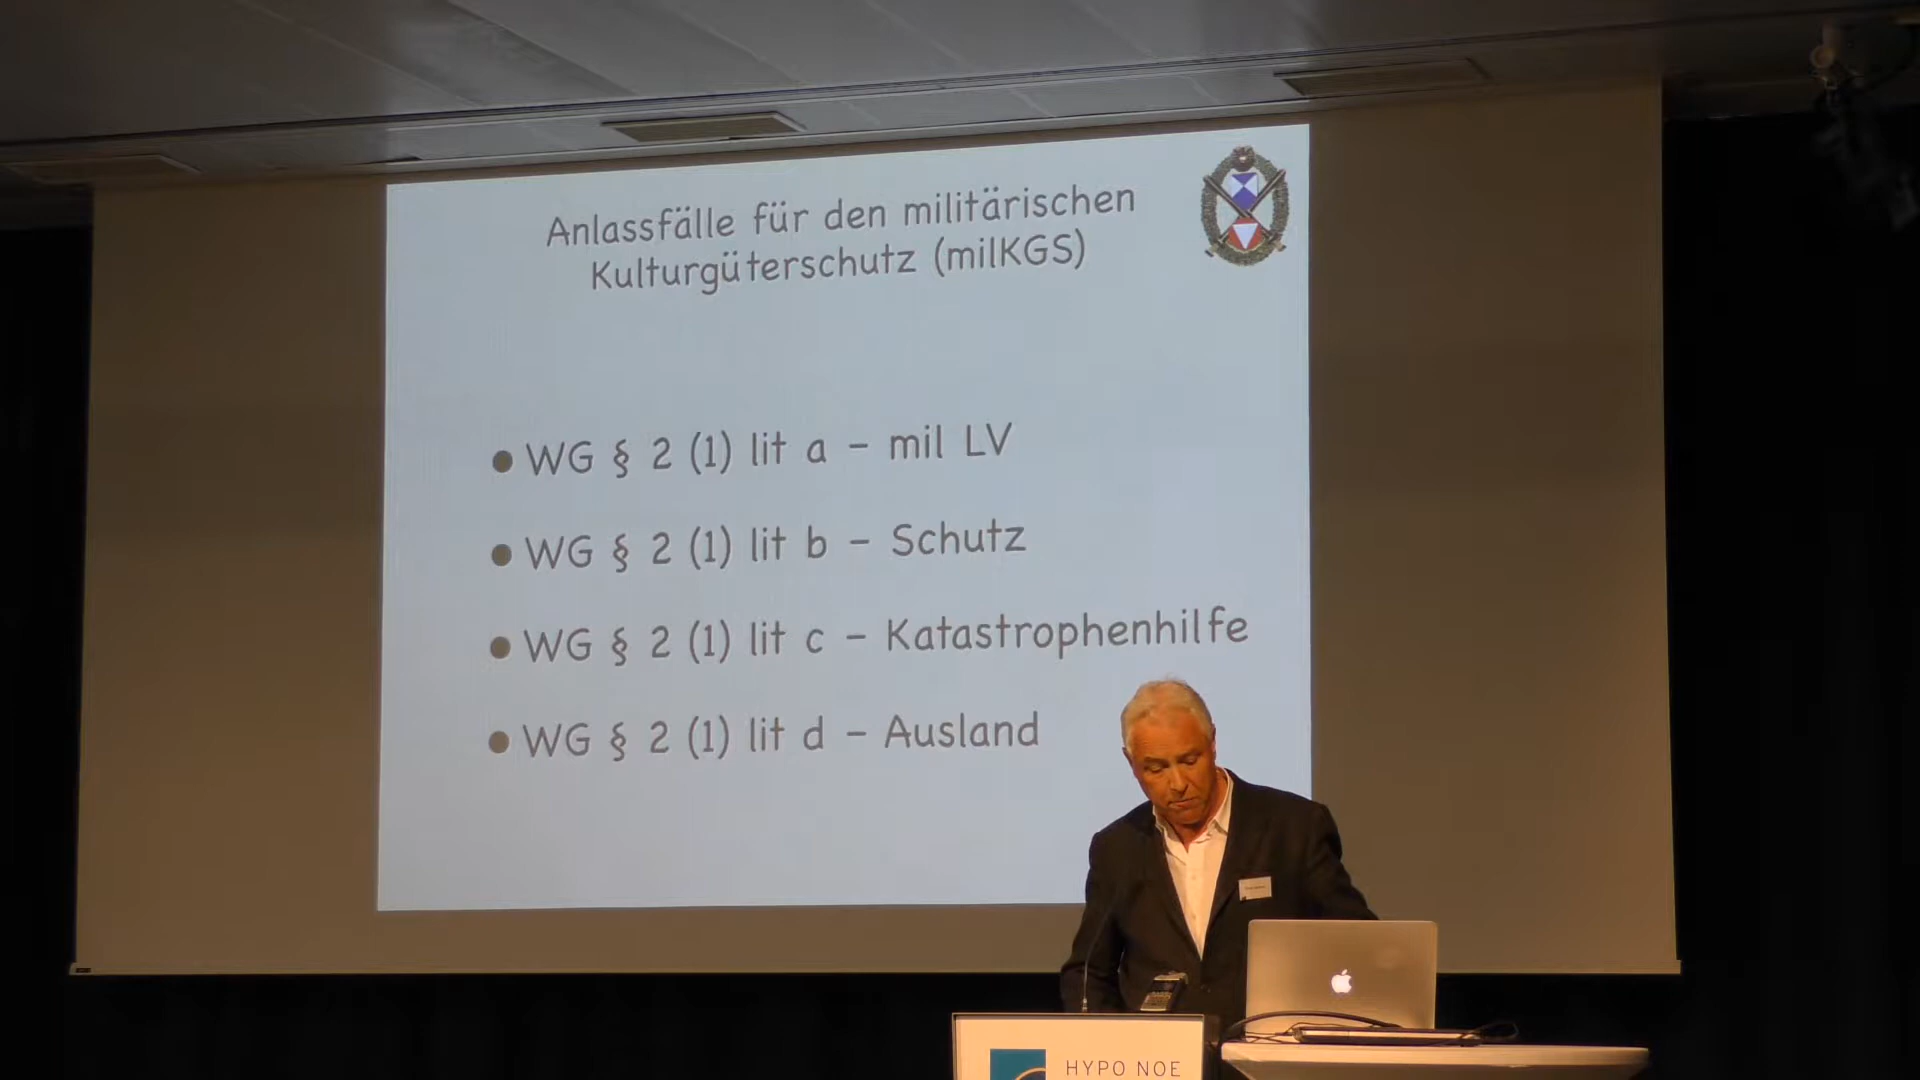 Anlassfälle für den militärischen
Kulturgüterschutz (milKGS)
● WG § 2 (1) lit a – mil LV
● WG § 2 (1) lit b – Schutz
● WG § 2 (1) lit c – Katastrophenhilfe
● WG § 2 (1) lit d – Ausland
HYPO NOE